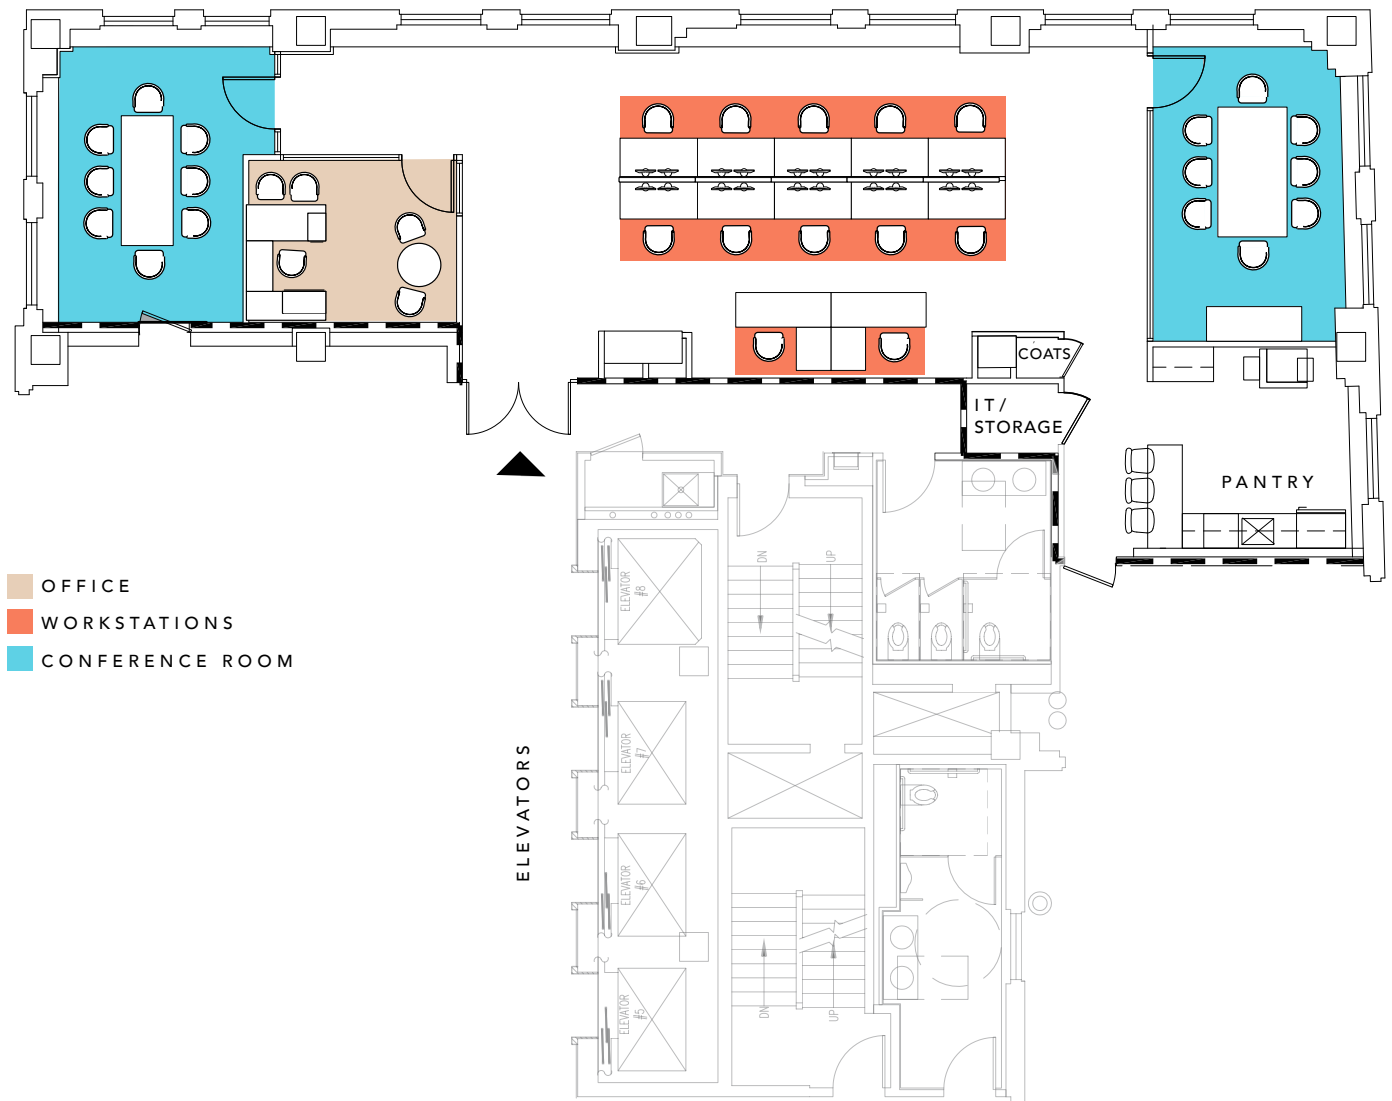 COATS
IT/
STORAGE
PANTRY
OFFICE
WORKSTATIONS
CONFERENCE ROOM
ELEVATORS
ELEVATOR
#8
ELEVATOR
#7
ELEVATOR
#6
ELEVATOR
#5
DN
UP
DN
UP